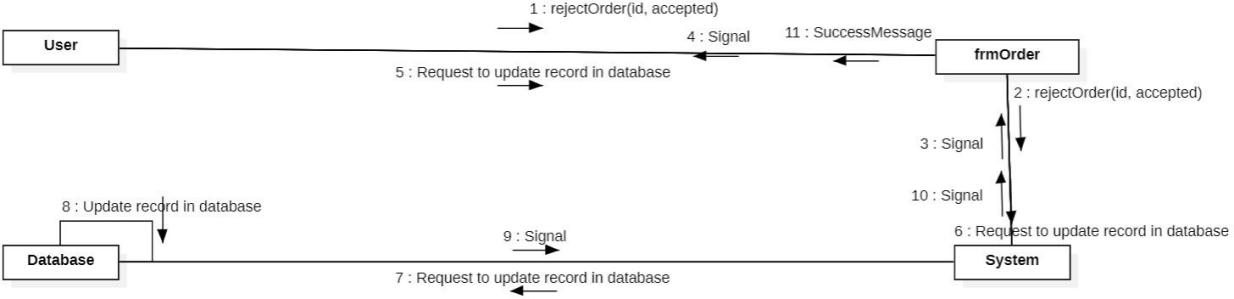 1 : rejectOrder(id, accepted)
User
4 : Signal
11 : SuccessMessage
frmOrder
5 : Request to update record in database
2 : rejectOrder(id, accepted)
3 : Signal
10 : Signal
8 : Update record in database
6 : Request to update record in database
9 : Signal
Database
System
7 : Request to update record in database